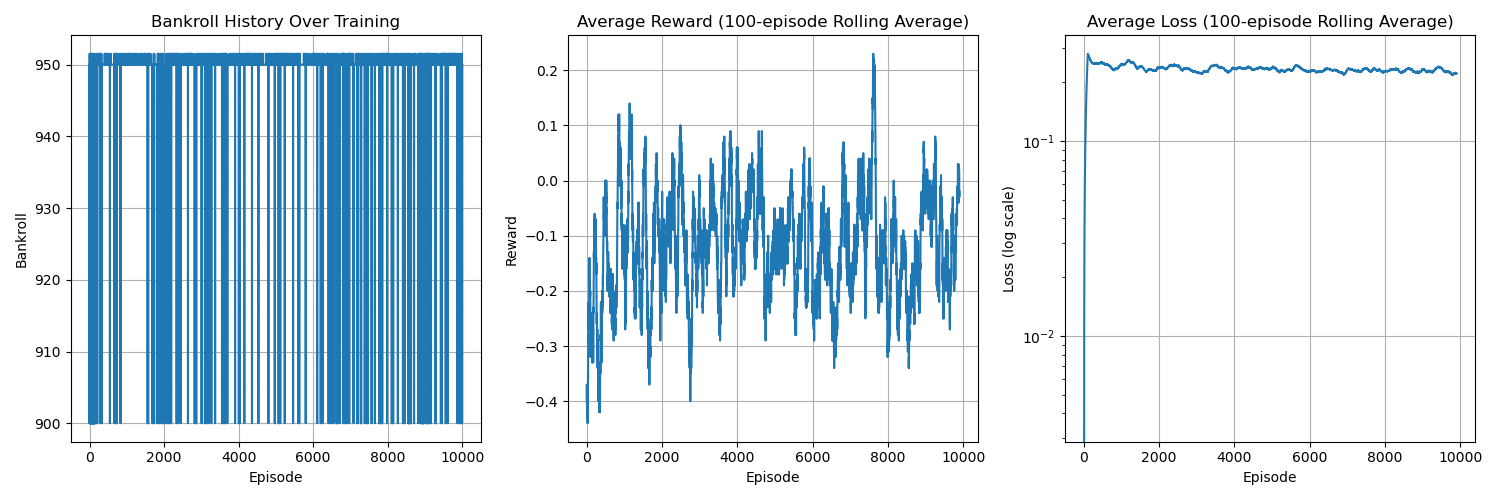 Bankroll History Over Training
Bankroll
950
940
930
920
910
900
0 2000 4000 6000 8000 10000
Episode
Average Reward (100-episode Rolling Average)
Reward
0.2
0.1
0.0
−0.1
−0.2
−0.3
−0.4
0 2000 4000 6000 8000 10000
Episode
Average Loss (100-episode Rolling Average)
Loss (log scale)
10⁻¹
10⁻²
0 2000 4000 6000 8000 10000
Episode